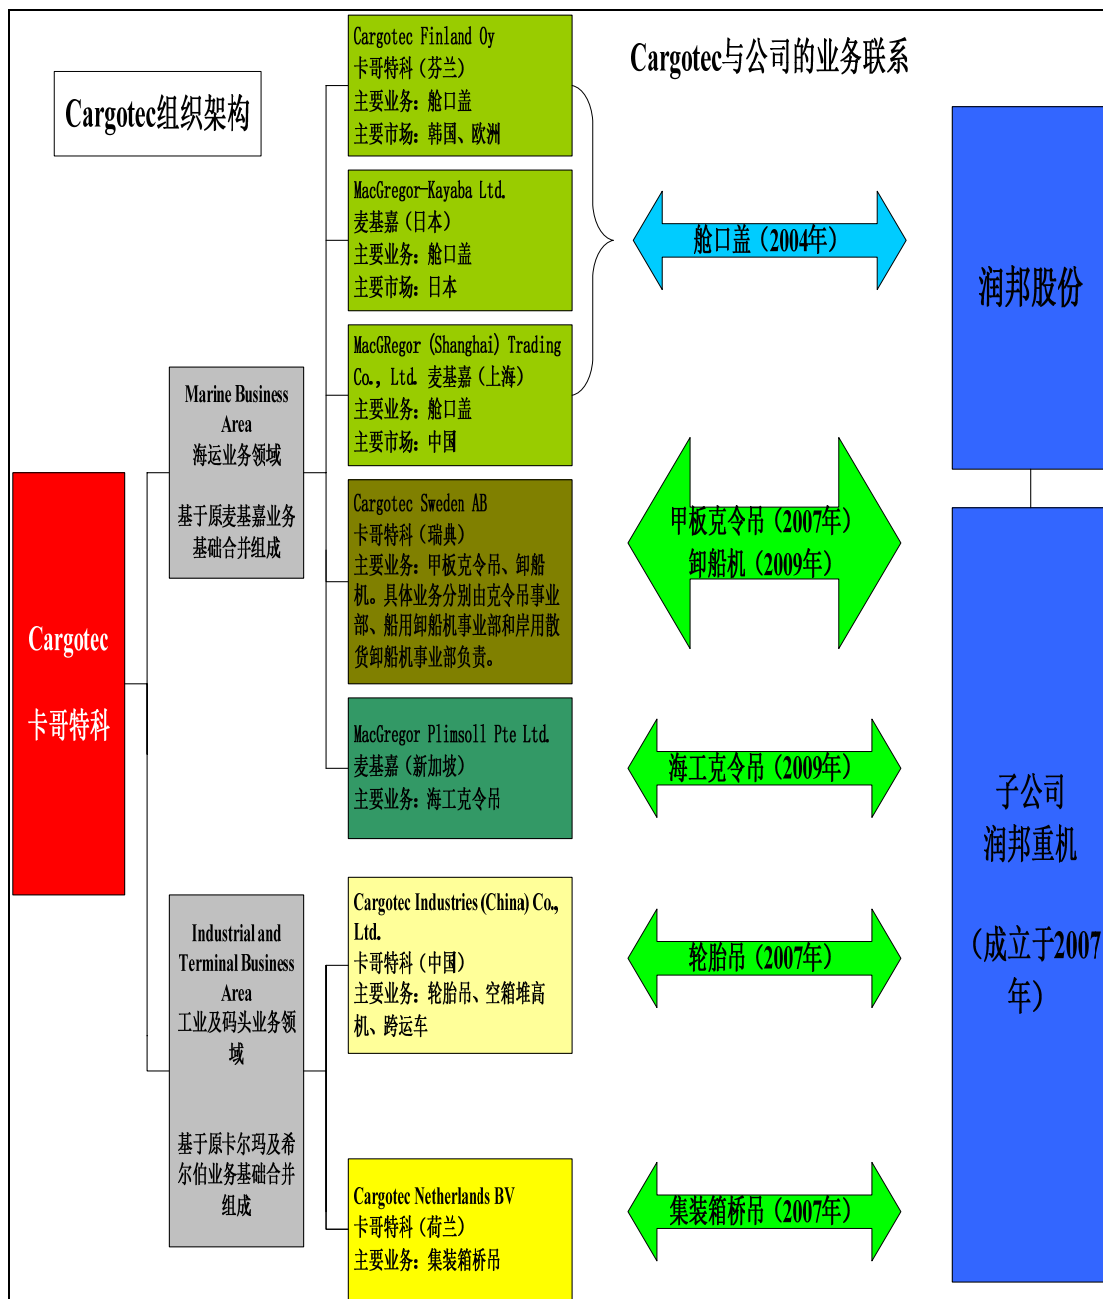 Cargotec组织架构
Cargotec与公司的业务联系
Cargotec
卡哥特科
Marine Business
Area
海运业务领域
基于原麦基嘉业务
基础合并组成
Industrial and
Terminal Business
Area
工业及码头业务领
域
基于原卡尔玛及希
尔伯业务基础合并
组成
Cargotec Finland Oy
卡哥特科（芬兰）
主要业务：舱口盖
主要市场：韩国、欧洲
MacGregor-Kayaba Ltd.
麦基嘉（日本）
主要业务：舱口盖
主要市场：日本
MacGRegor (Shanghai) Trading
Co., Ltd. 麦基嘉（上海）
主要业务：舱口盖
主要市场：中国
Cargotec Sweden AB
卡哥特科（瑞典）
主要业务：甲板克令吊、卸船
机。具体业务分别由克令吊事业
部、船用卸船机事业部和岸用散
货卸船机事业部负责。
MacGregor Plimsoll Pte Ltd.
麦基嘉（新加坡）
主要业务：海工克令吊
Cargotec Industries (China) Co.,
Ltd.
卡哥特科（中国）
主要业务：轮胎吊、空箱堆高
机、跨运车
Cargotec Netherlands BV
卡哥特科（荷兰）
主要业务：集装箱桥吊
舱口盖（2004年）
甲板克令吊（2007年）
卸船机（2009年）
海工克令吊（2009年）
轮胎吊（2007年）
集装箱桥吊（2007年）
润邦股份
子公司
润邦重机
（成立于2007
年）